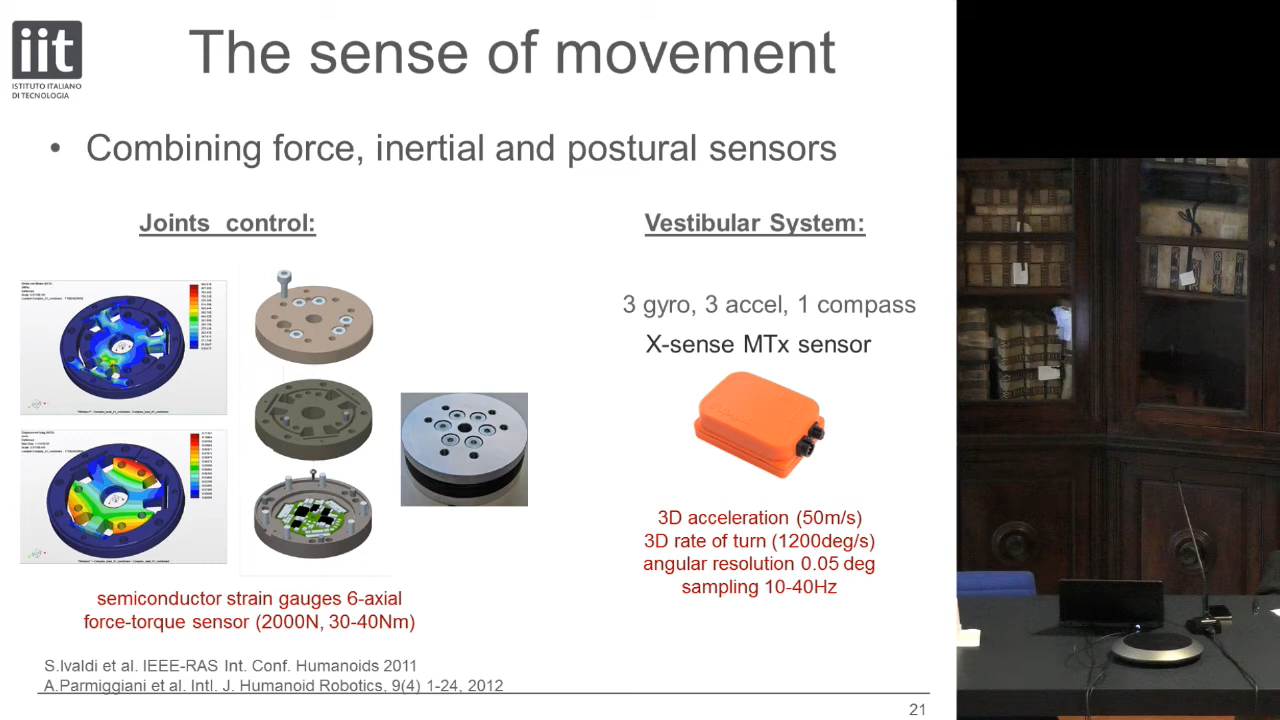 iit
ISTITUTO ITALIANO
DI TECNOLOGIA
The sense of movement
• Combining force, inertial and postural sensors
Joints control:
Vestibular System:
3 gyro, 3 accel, 1 compass
X-sense MTx sensor
3D acceleration (50m/s)
3D rate of turn (1200deg/s)
angular resolution 0.05 deg
sampling 10-40Hz
semiconductor strain gauges 6-axial
force-torque sensor (2000N, 30-40Nm)
S.Ivaldi et al. IEEE-RAS Int. Conf. Humanoids 2011
A.Parmiggiani et al. Intl. J. Humanoid Robotics, 9(4) 1-24, 2012
21